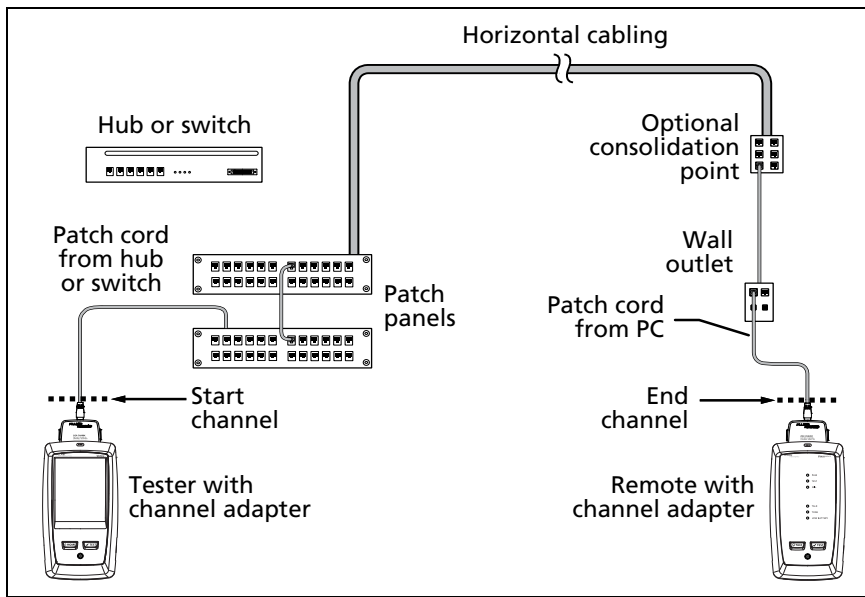 Horizontal cabling
Hub or switch
Optional
consolidation
point
Patch cord
from hub
or switch
Wall
outlet
Patch
panels
Patch cord
from PC
Start
channel
End
channel
Tester with
channel adapter
Remote with
channel adapter